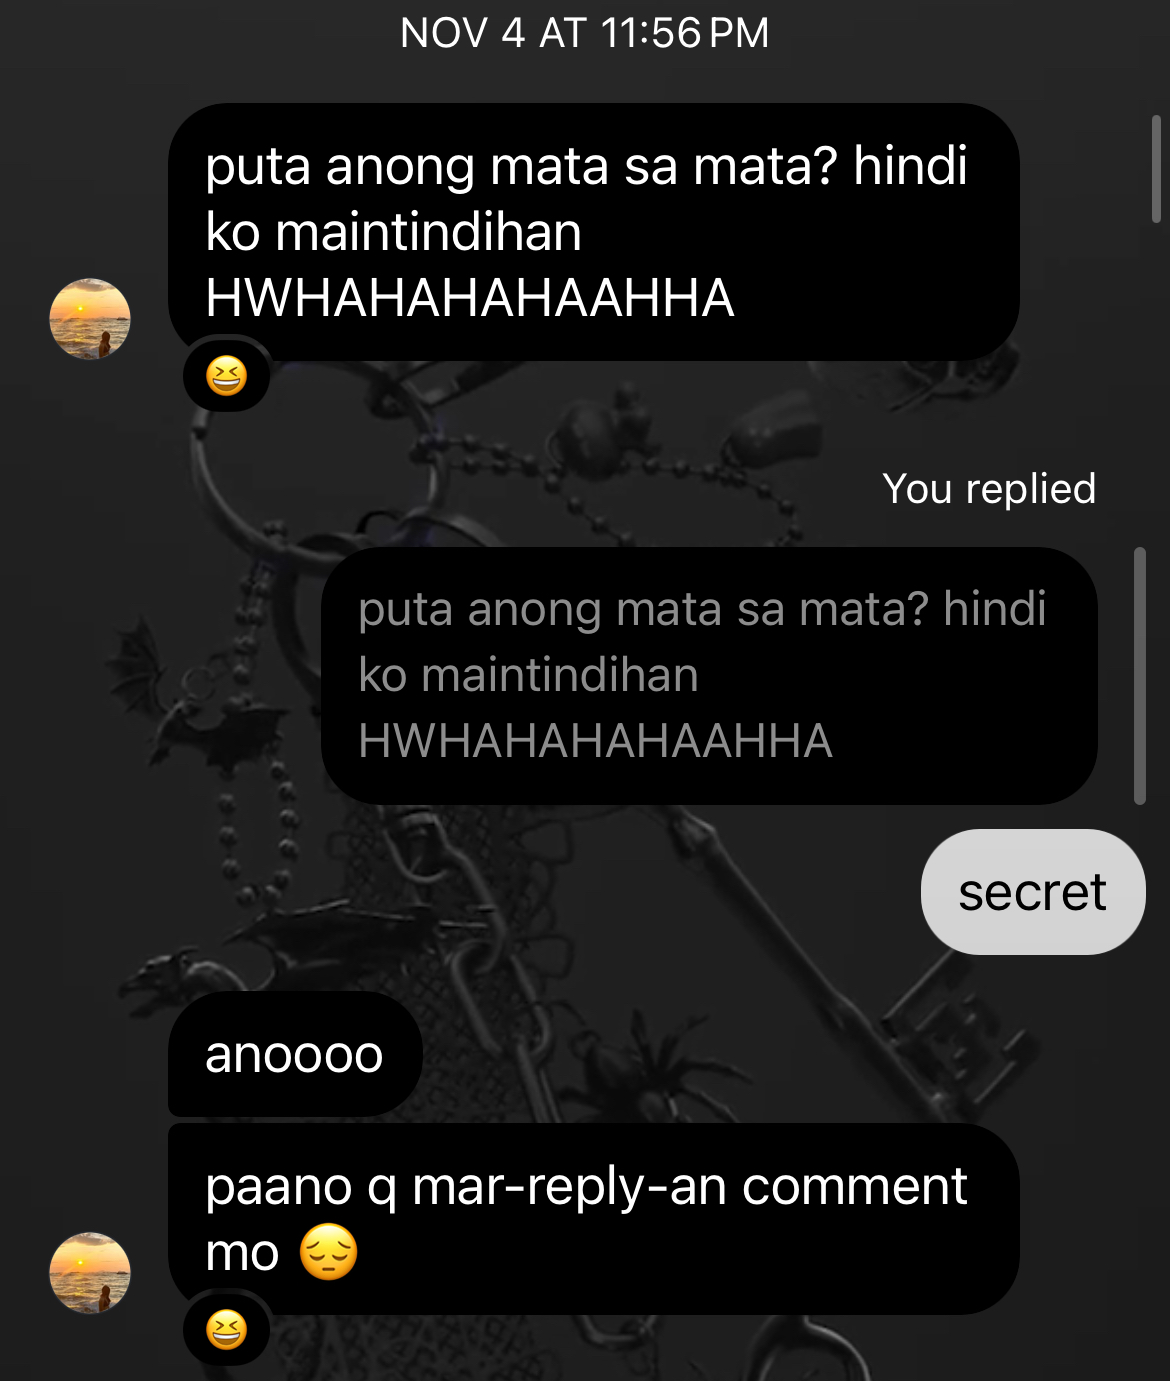 NOV 4 AT 11:56 PM
puta anong mata sa mata? hindi
ko maintindihan
HWHAHAHAHAAHHA
You replied
puta anong mata sa mata? hindi
ko maintindihan
HWHAHAHAHAAHHA
secret
anoooo
paano q mar-reply-an comment
mo 😔